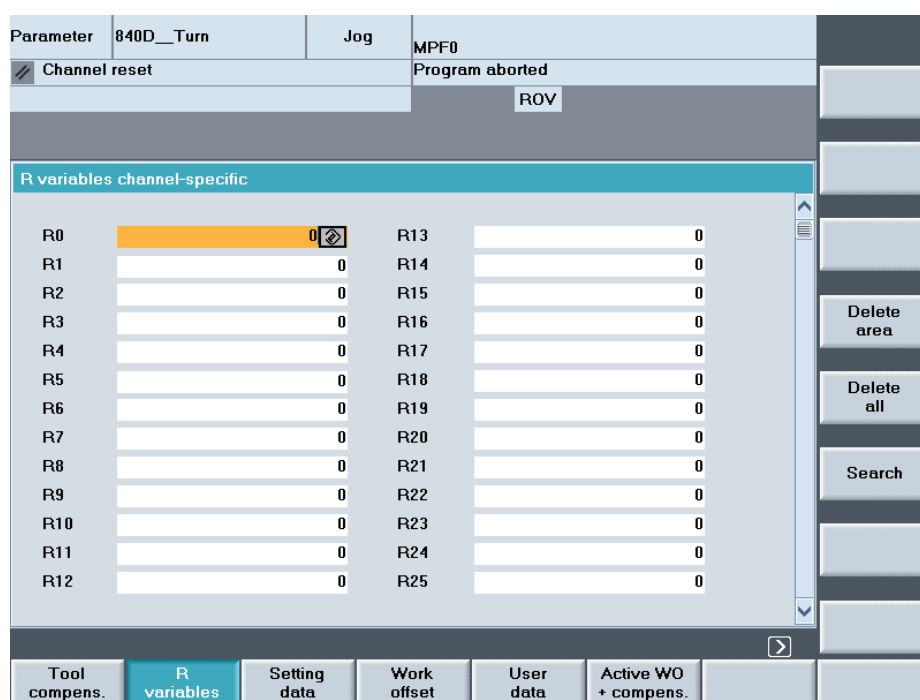 Parameter 840D__Turn Jog MPF0
Channel reset Program aborted
ROV
R variables channel-specific
R0 0 R13 0
R1 0 R14 0
R2 0 R15 0
R3 0 R16 0
R4 0 R17 0
R5 0 R18 0
R6 0 R19 0
R7 0 R20 0
R8 0 R21 0
R9 0 R22 0
R10 0 R23 0
R11 0 R24 0
R12 0 R25 0
Delete
area
Delete
all
Search
Tool
compens.
R
variables
Setting
data
Work
offset
User
data
Active WO
+ compens.